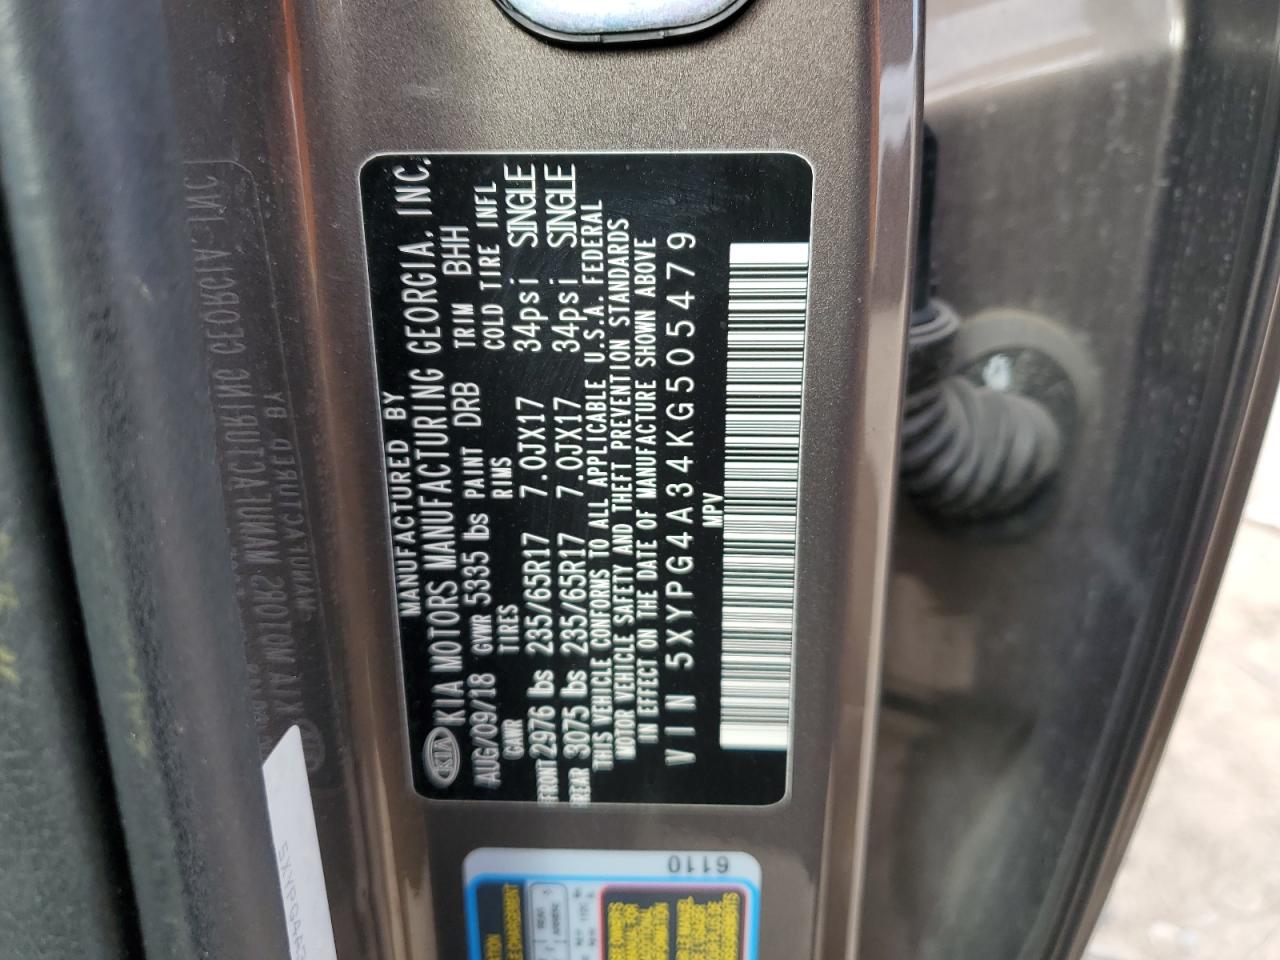 MANUFACTURED BY
KIA KIA MOTORS MANUFACTURING GEORGIA, INC.
AUG/09/18 GVWR 5335 lbs PAINT DRB TRIM BHH
GAWR TIRES RIMS COLD TIRE INFL
FRONT 2976 lbs 235/65R17 7.0JX17 34psi SINGLE
REAR 3075 lbs 235/65R17 7.0JX17 34psi SINGLE
THIS VEHICLE CONFORMS TO ALL APPLICABLE U.S.A. FEDERAL
MOTOR VEHICLE SAFETY AND THEFT PREVENTION STANDARDS
IN EFFECT ON THE DATE OF MANUFACTURE SHOWN ABOVE
VIN 5XYPG4A34KG505479
MPV
6110